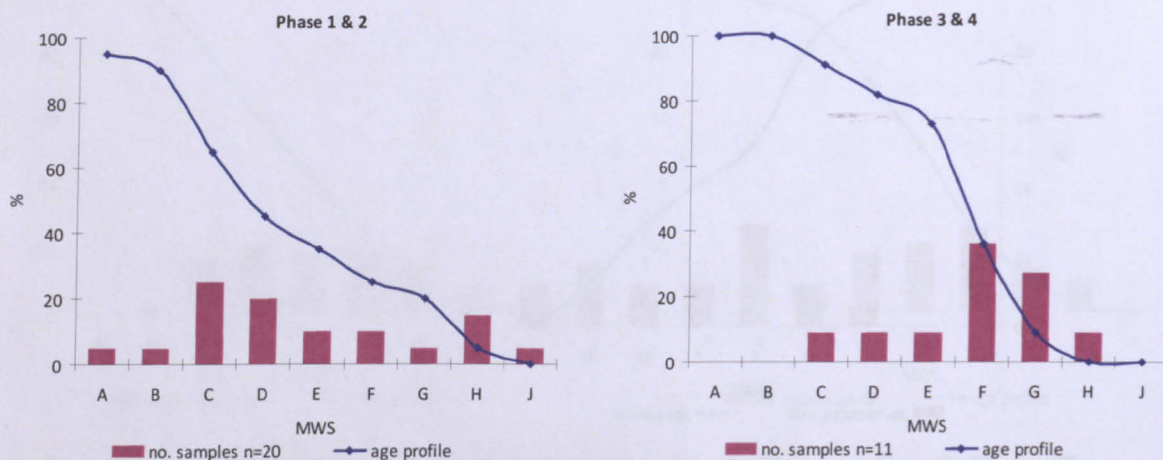 Phase 1 & 2
100
80
60
40
20
0
%
A B C D E F G H J
MWS
no. samples n=20 age profile
Phase 3 & 4
100
80
60
40
20
0
%
A B C D E F G H J
MWS
no. samples n=11 age profile